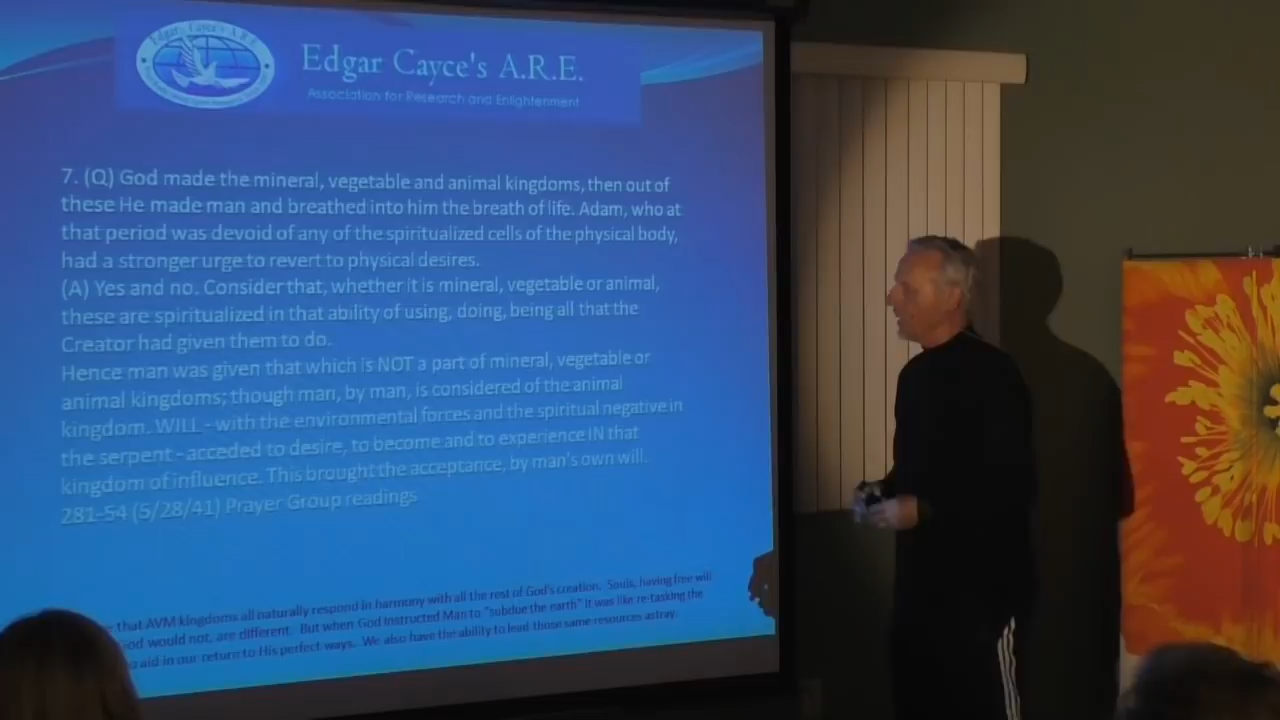 Edgar Cayce's A.R.E.
Edgar Cayce's A.R.E.
Association for Research and Enlightenment
7. (Q) God made the mineral, vegetable and animal kingdoms, then out of
these He made man and breathed into him the breath of life. Adam, who at
that period was devoid of any of the spiritualized cells of the physical body,
had a stronger urge to revert to physical desires.
(A) Yes and no. Consider that, whether it is mineral, vegetable or animal,
these are spiritualized in that ability of using, doing, being all that the
Creator had given them to do.
Hence man was given that which is NOT a part of mineral, vegetable or
animal kingdoms; though man, by man, is considered of the animal
kingdom. WILL - with the environmental forces and the spiritual negative in
the serpent - acceded to desire, to become and to experience IN that
kingdom of influence. This brought the acceptance, by man's own will.
281-54 (5/28/41) Prayer Group readings
that AVM kingdoms all naturally respond in harmony with all the rest of God's creation. Souls, having free will
would not, are different. But when God instructed Man to "subdue the earth" it was like re-tasking the
aid in our return to His perfect ways. We also have the ability to lead those same resources astray.